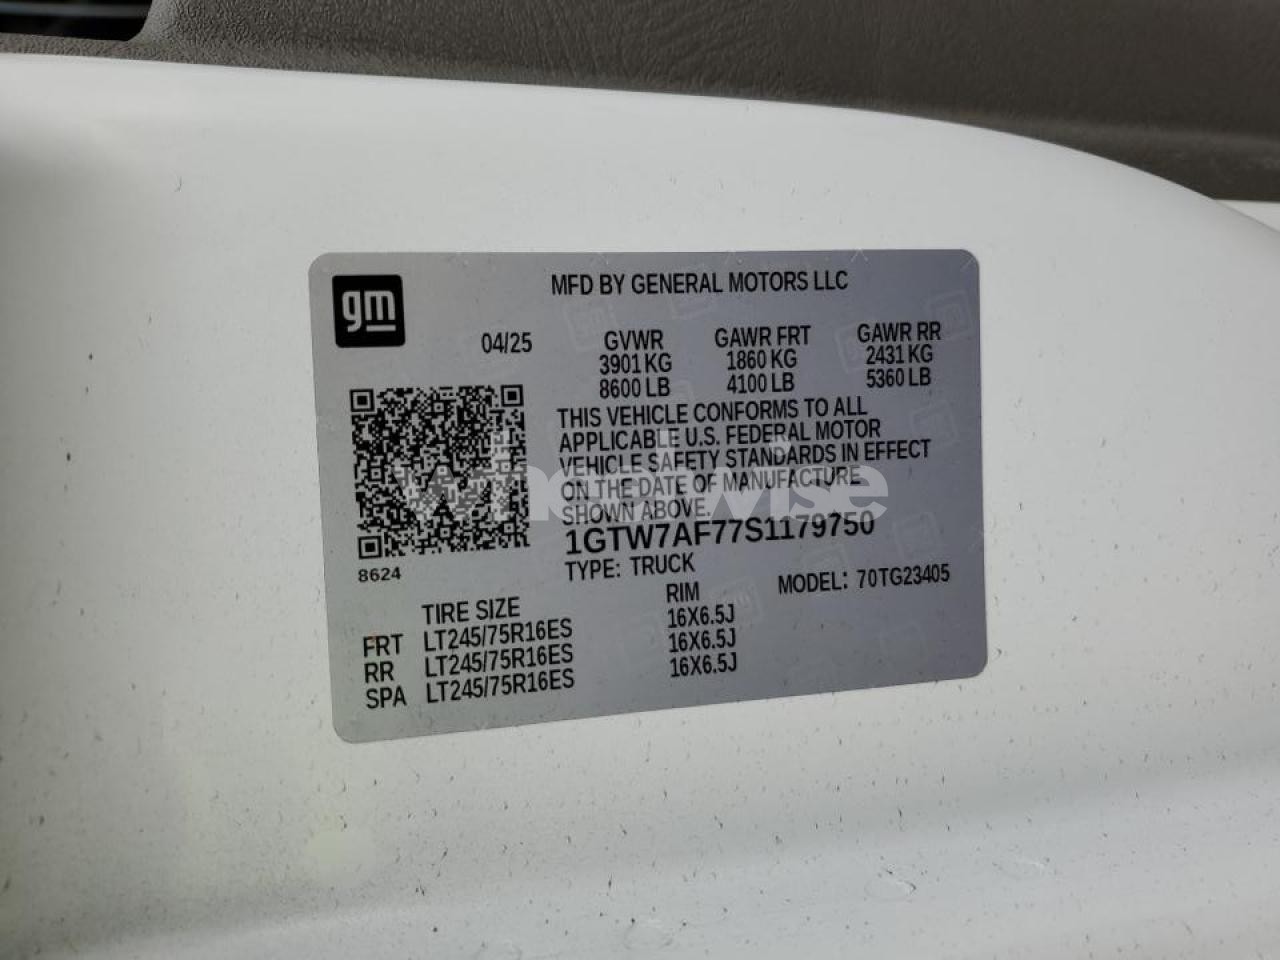 gm
MFD BY GENERAL MOTORS LLC
04/25 GVWR GAWR FRT GAWR RR
3901 KG 1860 KG 2431 KG
8600 LB 4100 LB 5360 LB
THIS VEHICLE CONFORMS TO ALL
APPLICABLE U.S. FEDERAL MOTOR
VEHICLE SAFETY STANDARDS IN EFFECT
ON THE DATE OF MANUFACTURE
SHOWN ABOVE.
1GTW7AF77S1179750
8624
TYPE: TRUCK MODEL: 70TG23405
TIRE SIZE RIM
FRT LT245/75R16ES 16X6.5J
RR LT245/75R16ES 16X6.5J
SPA LT245/75R16ES 16X6.5J